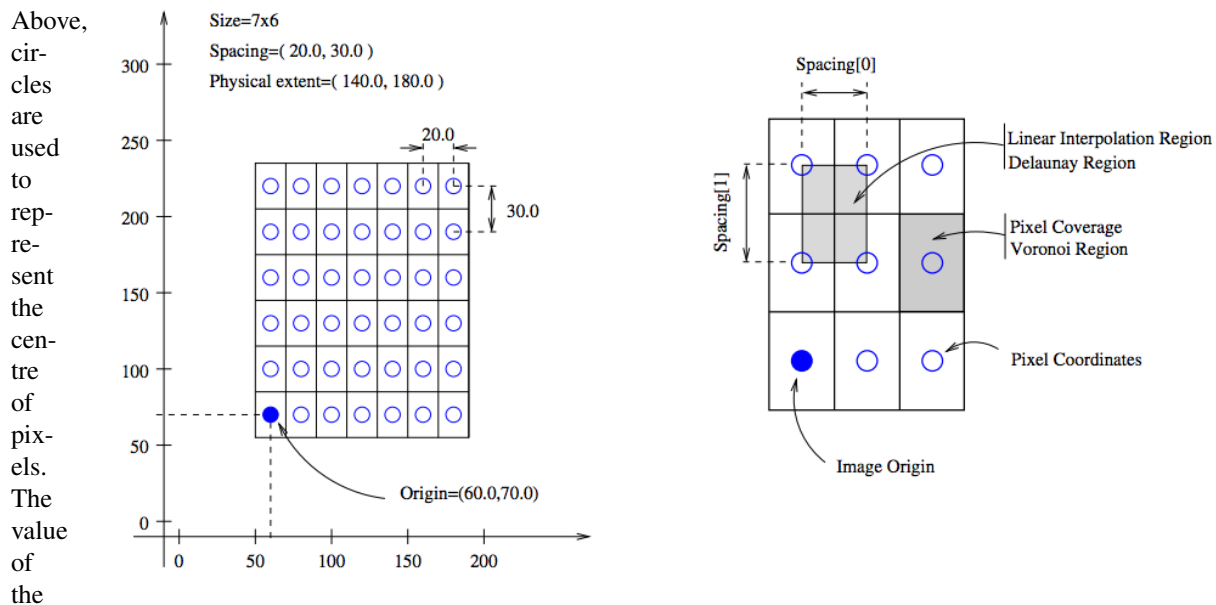 Above,
cir-
cles
are
used
to
rep-
re-
sent
the
cen-
tre
of
pix-
els.
The
value
of
the
Size=7x6
Spacing=( 20.0, 30.0 )
Physical extent=( 140.0, 180.0 )
300
250
200
150
100
50
0
20.0
30.0
Origin=(60.0,70.0)
0
50
100
150
200
Spacing[0]
Spacing[1]
Linear Interpolation Region
Delaunay Region
Pixel Coverage
Voronoi Region
Pixel Coordinates
Image Origin